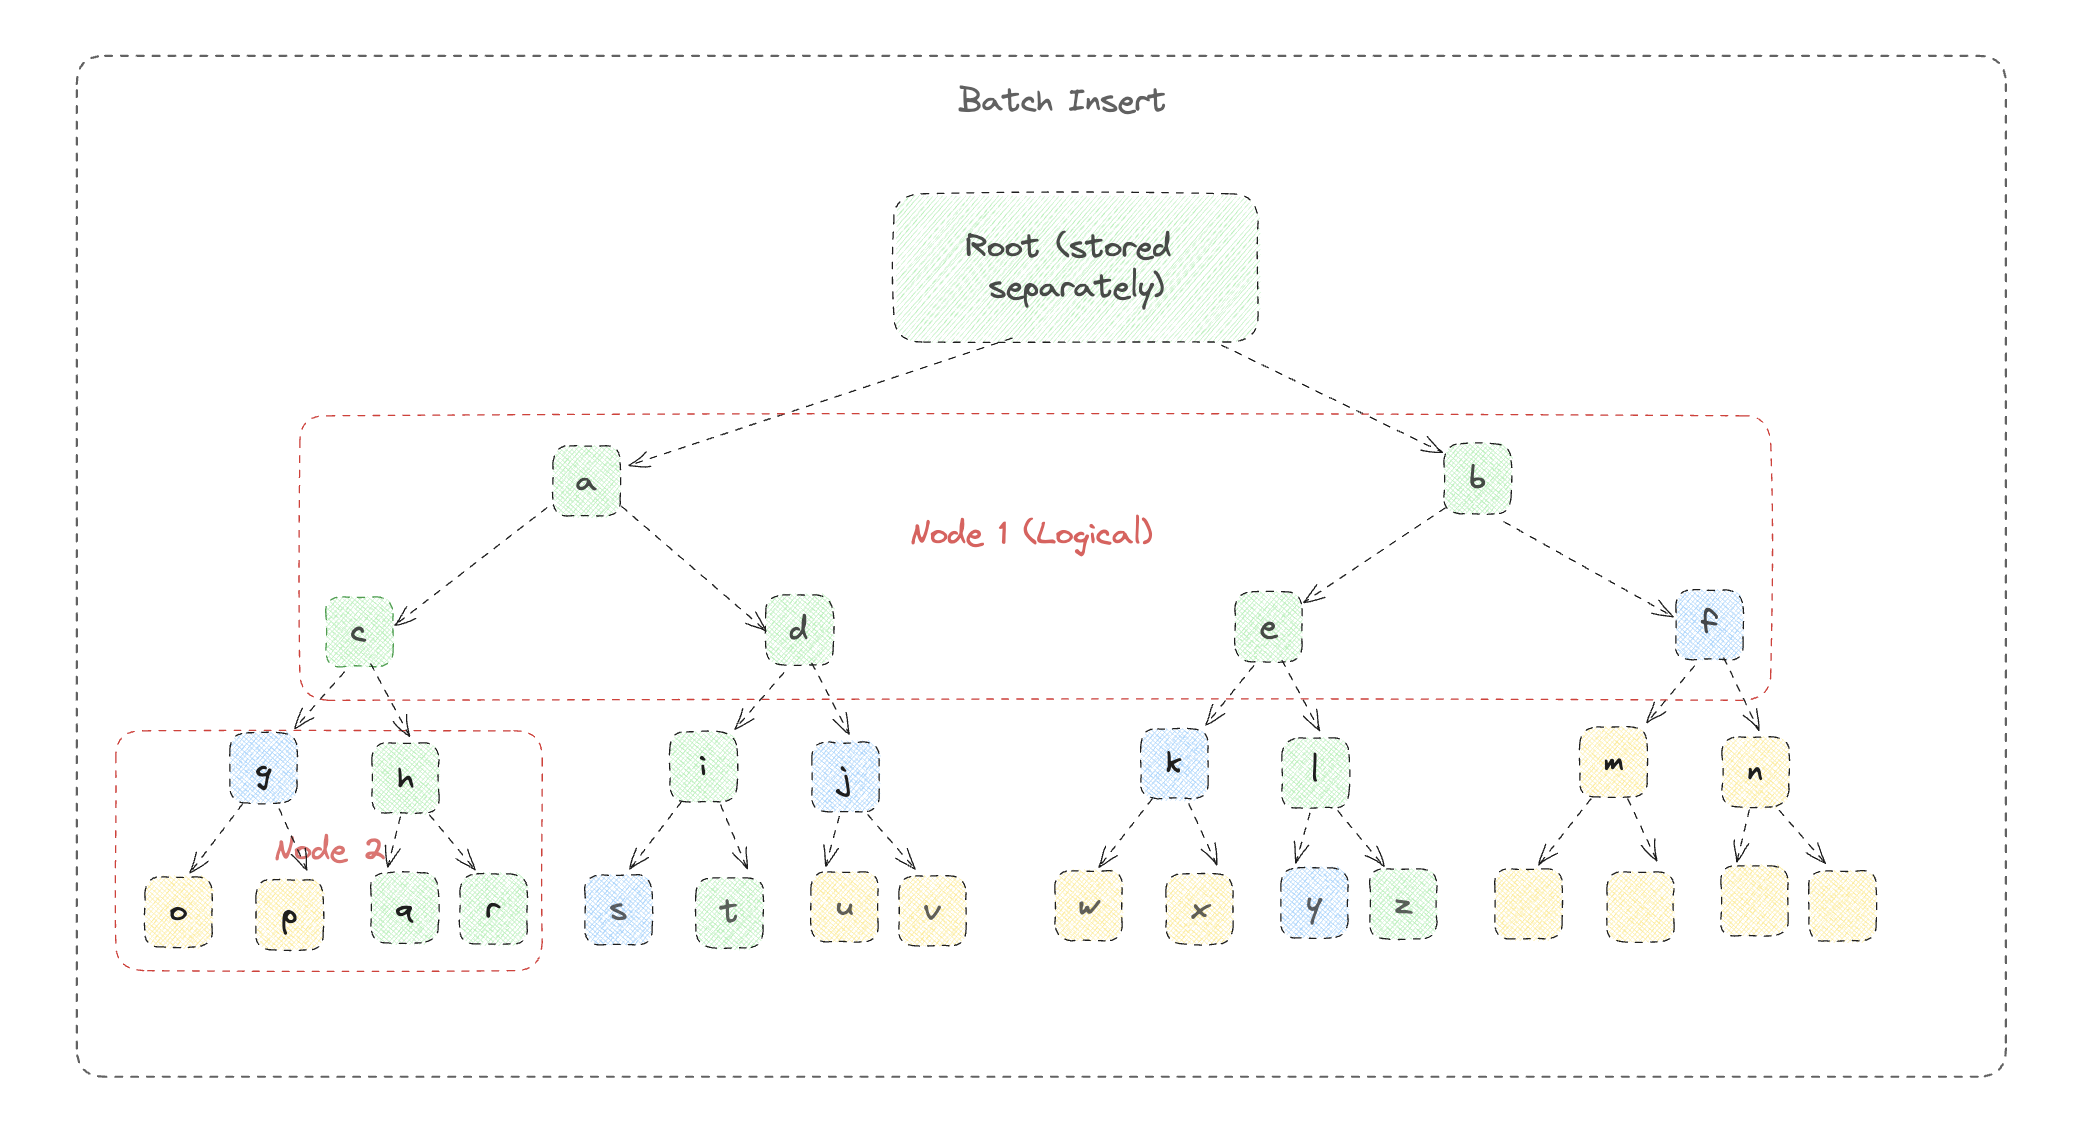 Batch Insert
Root (stored
separately)
a
b
Node 1 (Logical)
c
d
e
f
g
h
i
j
k
l
m
n
Node 2
o
p
q
r
s
t
u
v
w
x
y
z